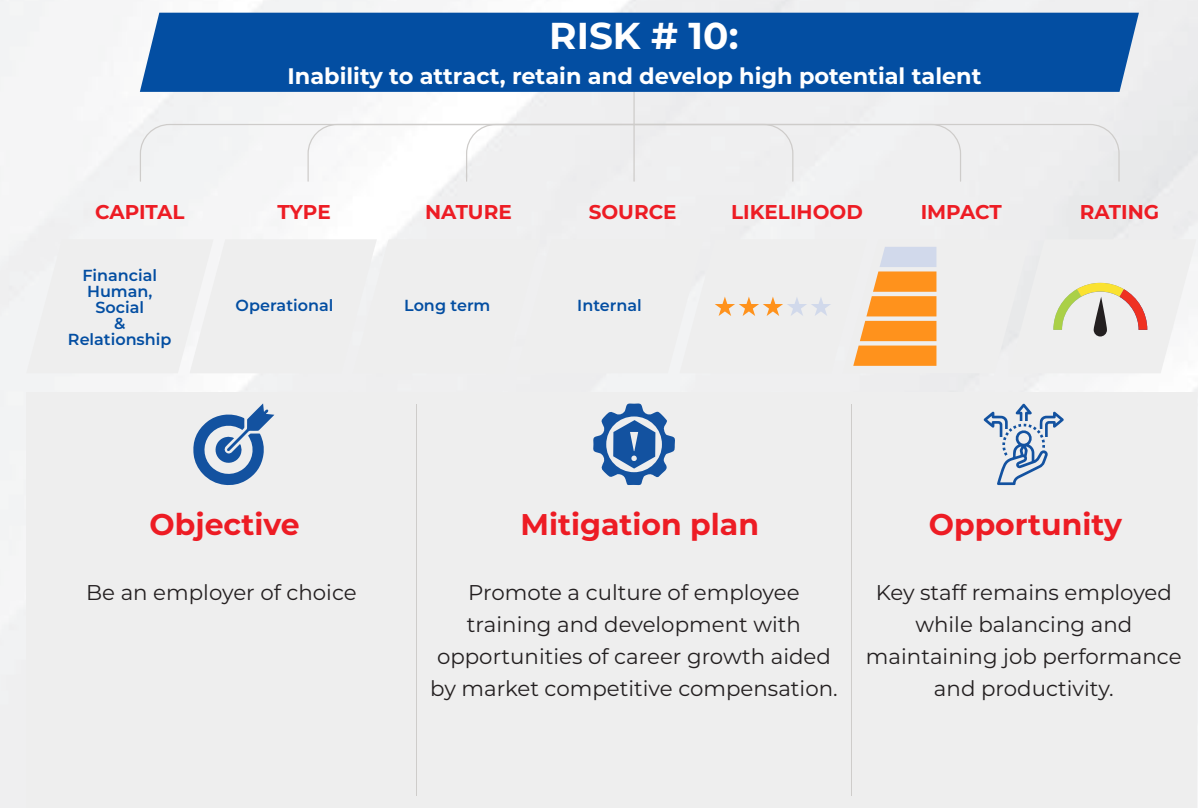 RISK # 10:
Inability to attract, retain and develop high potential talent
CAPITAL
TYPE
NATURE
SOURCE
LIKELIHOOD
IMPACT
RATING
Financial
Human,
Social
&
Relationship
Operational
Long term
Internal
Objective
Be an employer of choice
Mitigation plan
Promote a culture of employee
training and development with
opportunities of career growth aided
by market competitive compensation.
Opportunity
Key staff remains employed
while balancing and
maintaining job performance
and productivity.